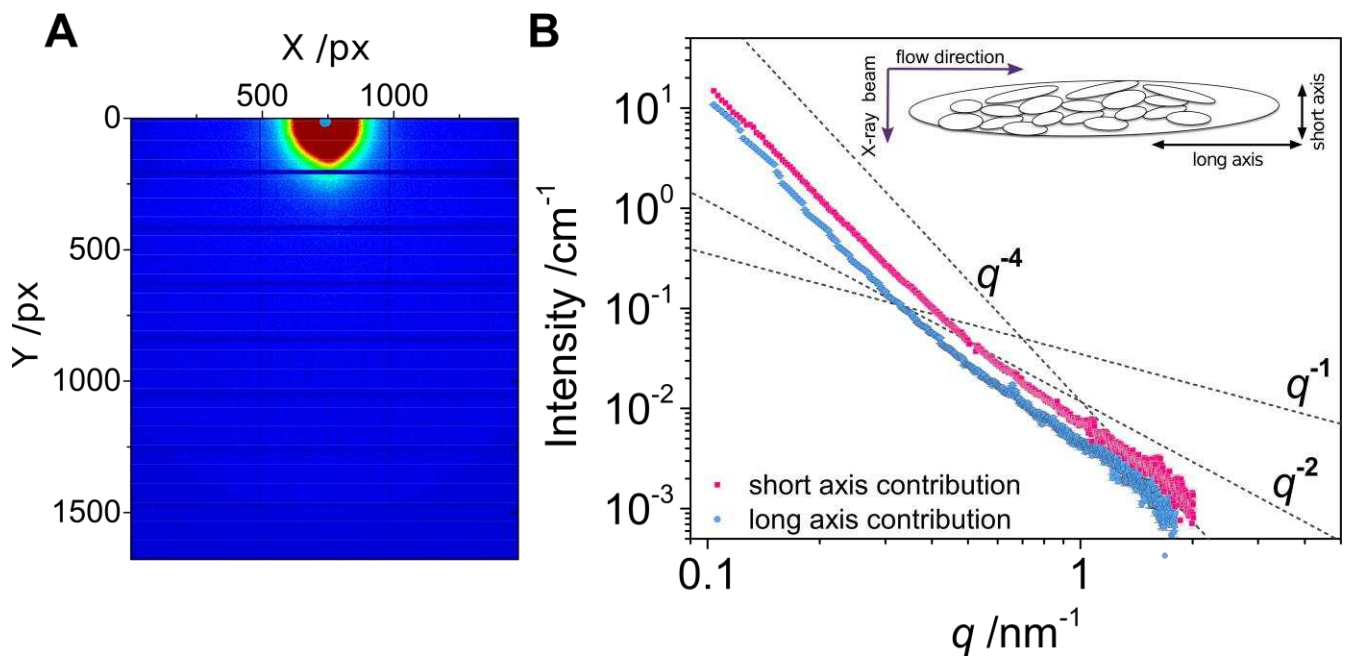 A
X /px
500 1000
0
500
1000
1500
Y /px
B
Intensity /cm⁻¹
10¹
10⁰
10⁻¹
10⁻²
10⁻³
flow direction
X-ray beam
short axis
long axis
q⁻⁴
q⁻¹
q⁻²
short axis contribution
long axis contribution
0.1 1
q /nm⁻¹